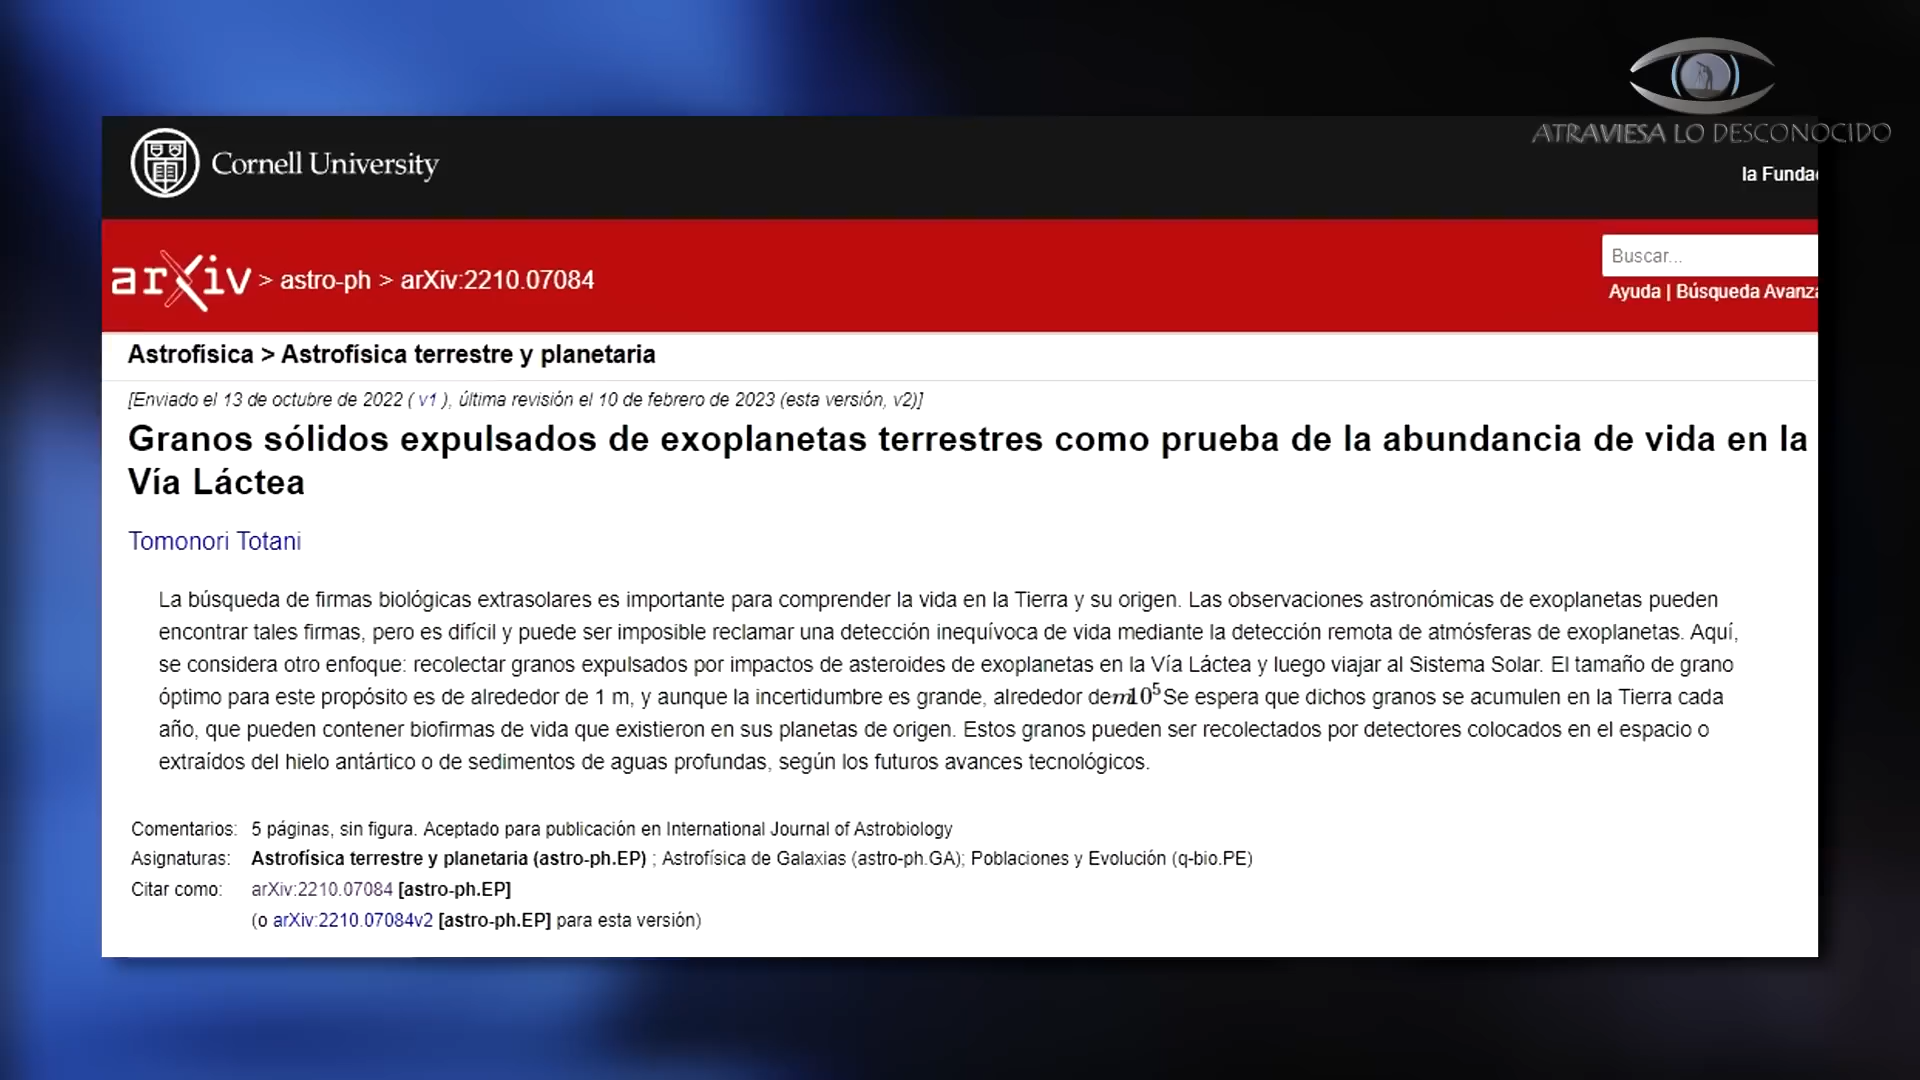 ATRAVIESA LO DESCONOCIDO
Cornell University
la Fundac
arXiv > astro-ph > arXiv:2210.07084
Buscar...
Ayuda | Búsqueda Avanza
Astrofísica > Astrofísica terrestre y planetaria
[Enviado el 13 de octubre de 2022 ( v1 ), última revisión el 10 de febrero de 2023 (esta versión, v2)]
Granos sólidos expulsados de exoplanetas terrestres como prueba de la abundancia de vida en la
Vía Láctea
Tomonori Totani
La búsqueda de firmas biológicas extrasolares es importante para comprender la vida en la Tierra y su origen. Las observaciones astronómicas de exoplanetas pueden
encontrar tales firmas, pero es difícil y puede ser imposible reclamar una detección inequívoca de vida mediante la detección remota de atmósferas de exoplanetas. Aquí,
se considera otro enfoque: recolectar granos expulsados por impactos de asteroides de exoplanetas en la Vía Láctea y luego viajar al Sistema Solar. El tamaño de grano
óptimo para este propósito es de alrededor de 1 m, y aunque la incertidumbre es grande, alrededor dem10⁵Se espera que dichos granos se acumulen en la Tierra cada
año, que pueden contener biofirmas de vida que existieron en sus planetas de origen. Estos granos pueden ser recolectados por detectores colocados en el espacio o
extraídos del hielo antártico o de sedimentos de aguas profundas, según los futuros avances tecnológicos.
Comentarios: 5 páginas, sin figura. Aceptado para publicación en International Journal of Astrobiology
Asignaturas: Astrofísica terrestre y planetaria (astro-ph.EP) ; Astrofísica de Galaxias (astro-ph.GA); Poblaciones y Evolución (q-bio.PE)
Citar como: arXiv:2210.07084 [astro-ph.EP]
(o arXiv:2210.07084v2 [astro-ph.EP] para esta versión)